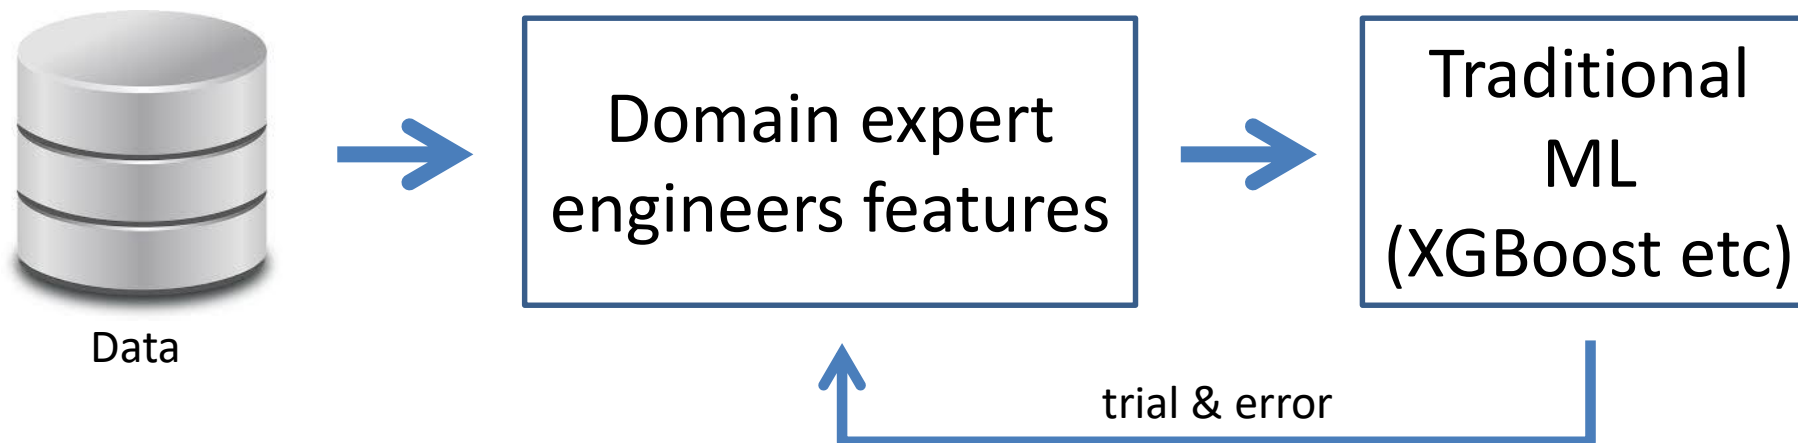 Data
Domain expert
engineers features
Traditional
ML
(XGBoost etc)
trial & error